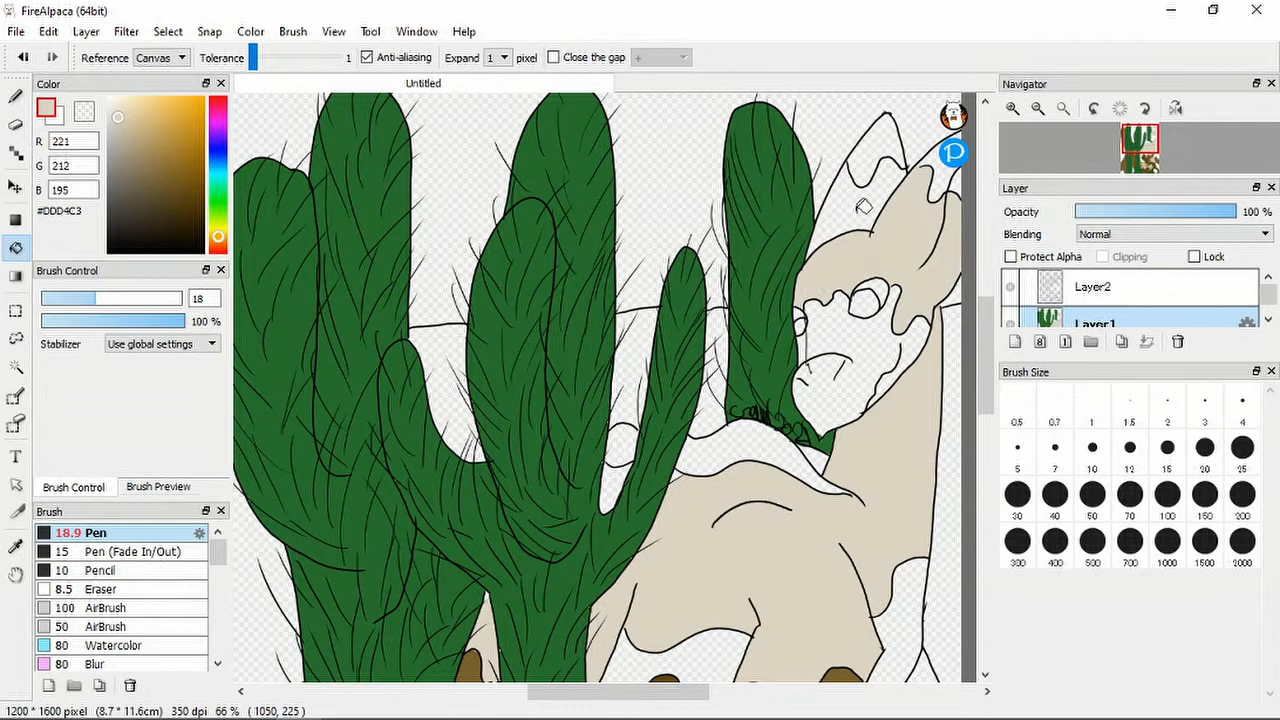 FireAlpaca (64bit)
File Edit Layer Filter Select Snap Color Brush View Tool Window Help
Reference Canvas Tolerance 1 Anti-aliasing Expand 1 pixel Close the gap +
Color Untitled Navigator
R 221
G 212
B 195
#DDD4C3
Layer
Opacity 100 %
Blending Normal
Protect Alpha Clipping Lock
Layer2
Layer1
Brush Control
18
100 %
Stabilizer Use global settings
Brush Control Brush Preview
Brush
18.9 Pen
15 Pen (Fade In/Out)
10 Pencil
8.5 Eraser
100 AirBrush
50 AirBrush
80 Watercolor
80 Blur
Brush Size
0.5 0.7 1 1.5 2 3 4
5 7 10 12 15 20 25
30 40 50 70 100 150 200
300 400 500 700 1000 1500 2000
P
8 1
T
1200 * 1600 pixel (8.7 * 11.6cm) 350 dpi 66 % ( 1050, 225 )